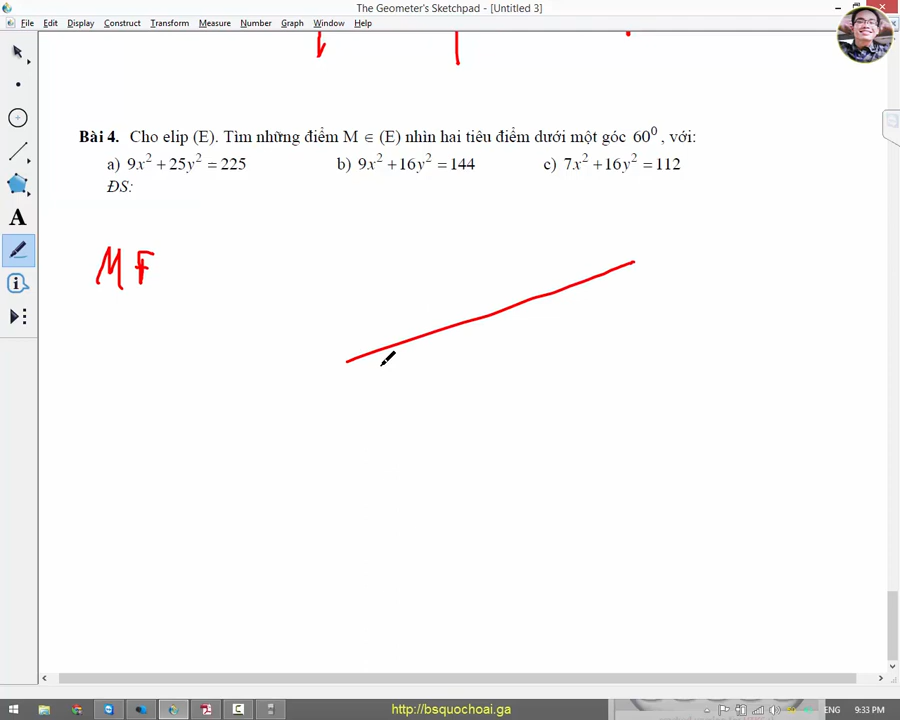 The Geometer's Sketchpad - [Untitled 3]
File Edit Display Construct Transform Measure Number Graph Window Help
Bài 4. Cho elip (E). Tìm những điểm M ∈ (E) nhìn hai tiêu điểm dưới một góc 60⁰ , với:
a) 9x² + 25y² = 225 b) 9x² + 16y² = 144 c) 7x² + 16y² = 112
ĐS:
M F
http://bsquochoai.ga ENG 9:33 PM